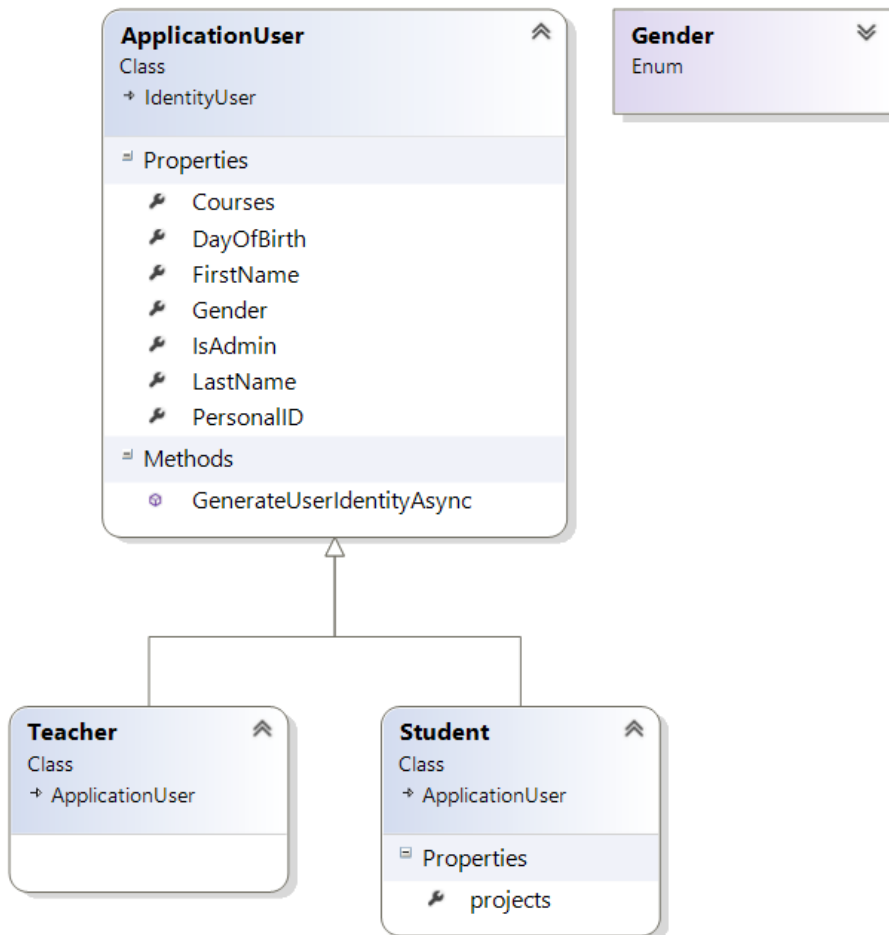 ApplicationUser
Class
IdentityUser
Properties
Courses
DayOfBirth
FirstName
Gender
IsAdmin
LastName
PersonalID
Methods
GenerateUserIdentityAsync
Gender
Enum
Teacher
Class
ApplicationUser
Student
Class
ApplicationUser
Properties
projects